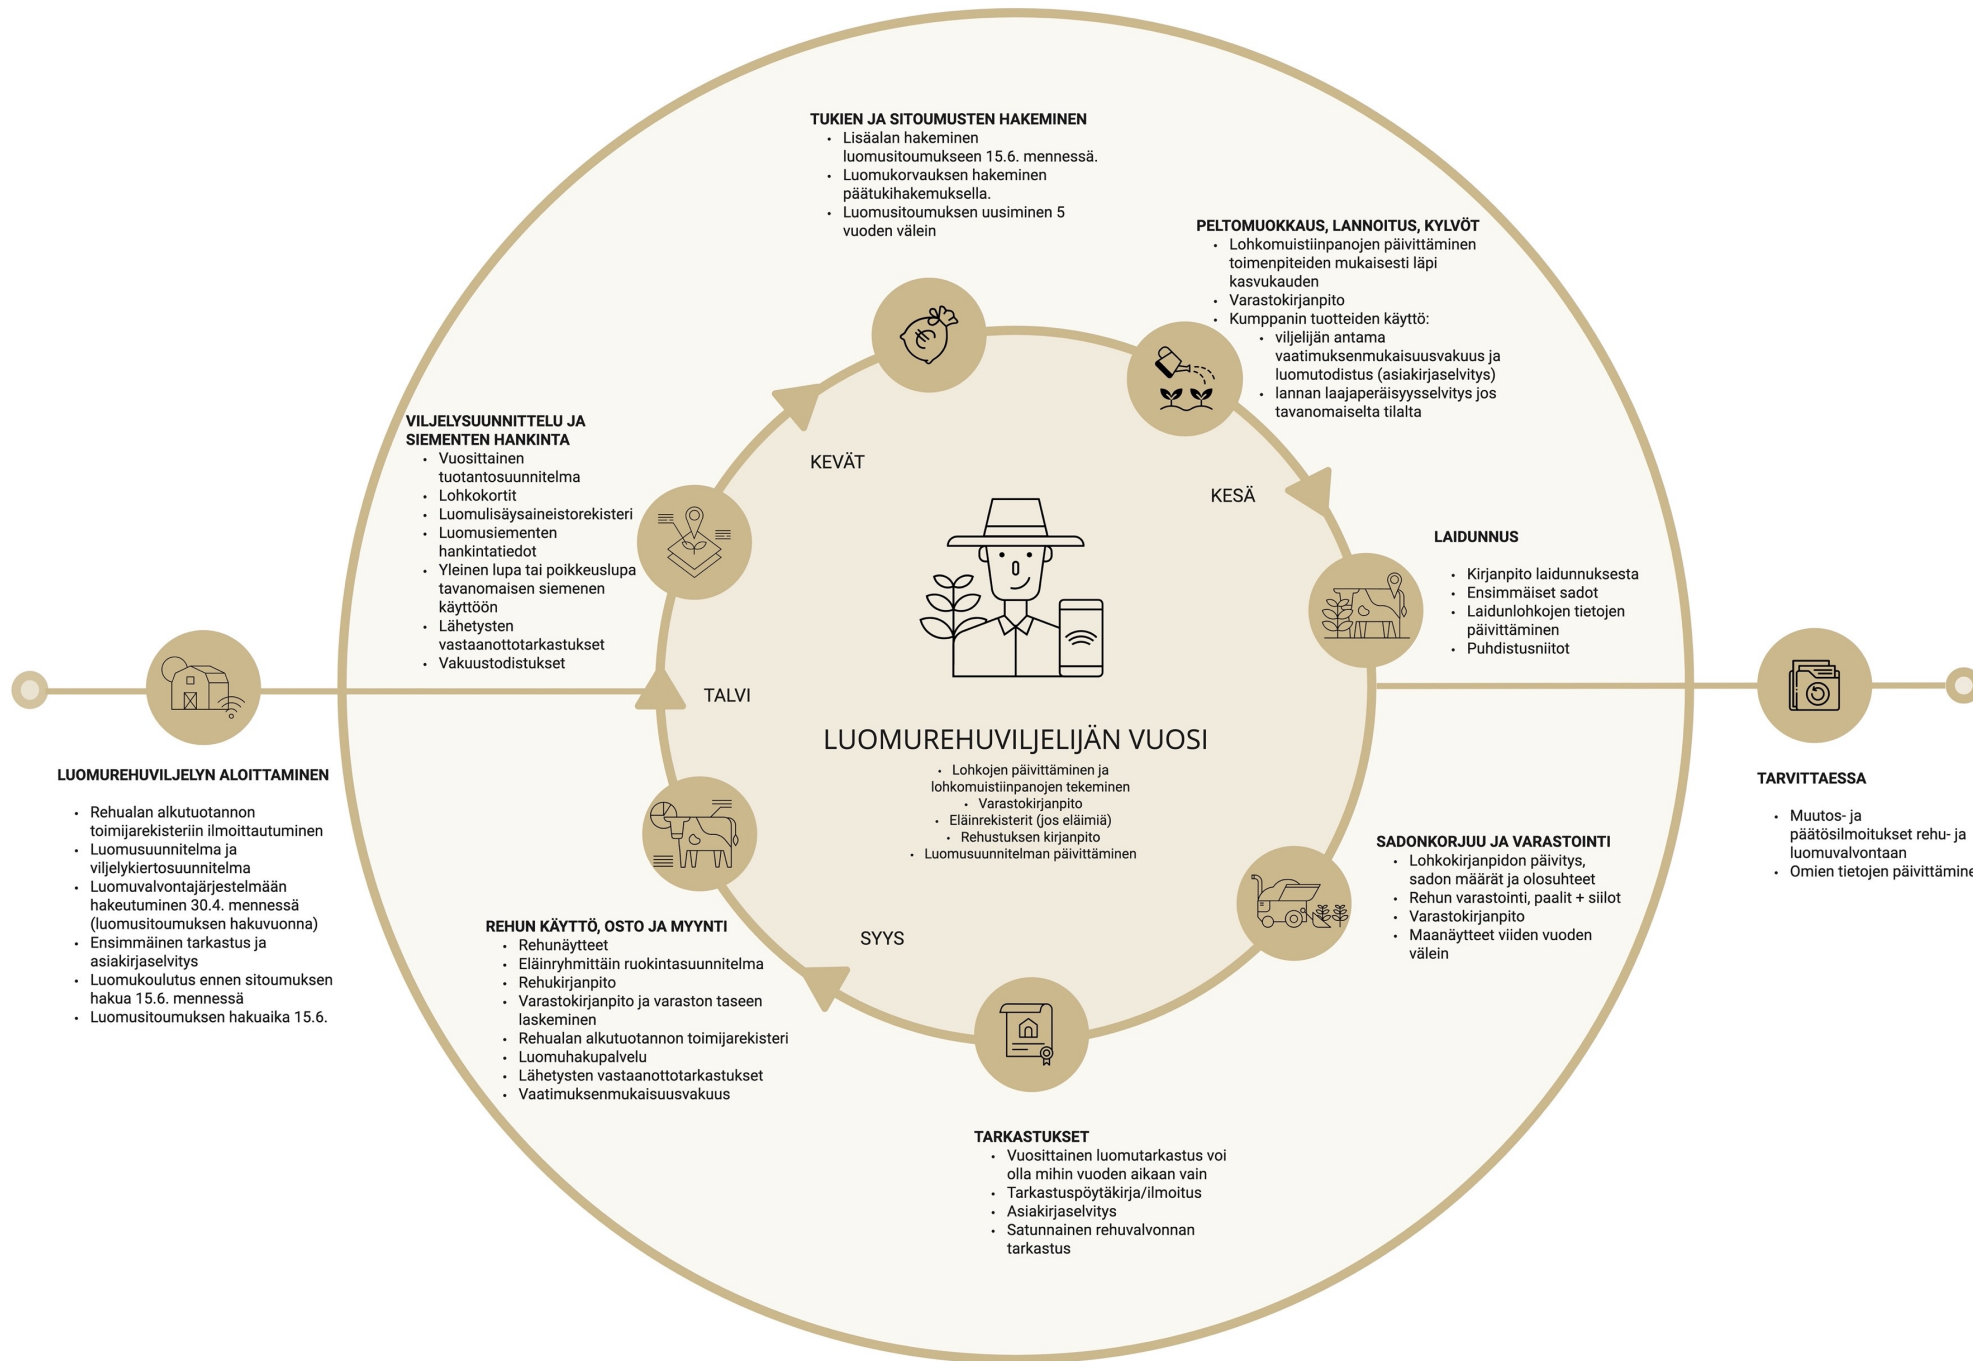 TUKIEN JA SITOUMUSTEN HAKEMINEN
• Lisäalan hakeminen
luomusitoumukseen 15.6. mennessä.
• Luomukorvauksen hakeminen
päätukihakemuksella.
• Luomusitoumuksen uusiminen 5
vuoden välein
PELTOMUOKKAUS, LANNOITUS, KYLVÖT
• Lohkomuistiinpanojen päivittäminen
toimenpiteiden mukaisesti läpi
kasvukauden
• Varastokirjanpito
• Kumppanin tuotteiden käyttö:
• viljelijän antama
vaatimuksenmukaisuusvakuus ja
luomutodistus (asiakirjaselvitys)
• lannan laajaperäisyysselvitys jos
tavanomaiselta tilalta
VILJELYSUUNNITTELU JA
SIEMENTEN HANKINTA
• Vuosittainen
tuotantosuunnitelma
• Lohkokortit
• Luomulisäysaineistorekisteri
• Luomusiementen
hankintatiedot
• Yleinen lupa tai poikkeuslupa
tavanomaisen siemenen
käyttöön
• Lähetysten
vastaanottotarkastukset
• Vakuustodistukset
KEVÄT
KESÄ
LAIDUNNUS
• Kirjanpito laidunnuksesta
• Ensimmäiset sadot
• Laidunlohkojen tietojen
päivittäminen
• Puhdistusniitot
TALVI
LUOMUREHUVILJELIJÄN VUOSI
• Lohkojen päivittäminen ja
lohkomuistiinpanojen tekeminen
• Varastokirjanpito
• Eläinrekisterit (jos eläimiä)
• Rehustuksen kirjanpito
• Luomusuunnitelman päivittäminen
LUOMUREHUVILJELYN ALOITTAMINEN
• Rehualan alkutuotannon
toimijarekisteriin ilmoittautuminen
• Luomusuunnitelma ja
viljelykiertosuunnitelma
• Luomuvalvontajärjestelmään
hakeutuminen 30.4. mennessä
(luomusitoumuksen hakuvuonna)
• Ensimmäinen tarkastus ja
asiakirjaselvitys
• Luomukoulutus ennen sitoumuksen
hakua 15.6. mennessä
• Luomusitoumuksen hakuaika 15.6.
TARVITTAESSA
• Muutos- ja
päätösilmoitukset rehu- ja
luomuvalvontaan
• Omien tietojen päivittämine
SADONKORJUU JA VARASTOINTI
• Lohkokirjanpidon päivitys,
sadon määrät ja olosuhteet
• Rehun varastointi, paalit + siilot
• Varastokirjanpito
• Maanäytteet viiden vuoden
välein
SYYS
REHUN KÄYTTÖ, OSTO JA MYYNTI
• Rehunäytteet
• Eläinryhmittäin ruokintasuunnitelma
• Rehukirjanpito
• Varastokirjanpito ja varaston taseen
laskeminen
• Rehualan alkutuotannon toimijarekisteri
• Luomuhakupalvelu
• Lähetysten vastaanottotarkastukset
• Vaatimuksenmukaisuusvakuus
TARKASTUKSET
• Vuosittainen luomutarkastus voi
olla mihin vuoden aikaan vain
• Tarkastuspöytäkirja/ilmoitus
• Asiakirjaselvitys
• Satunnainen rehuvalvonnan
tarkastus